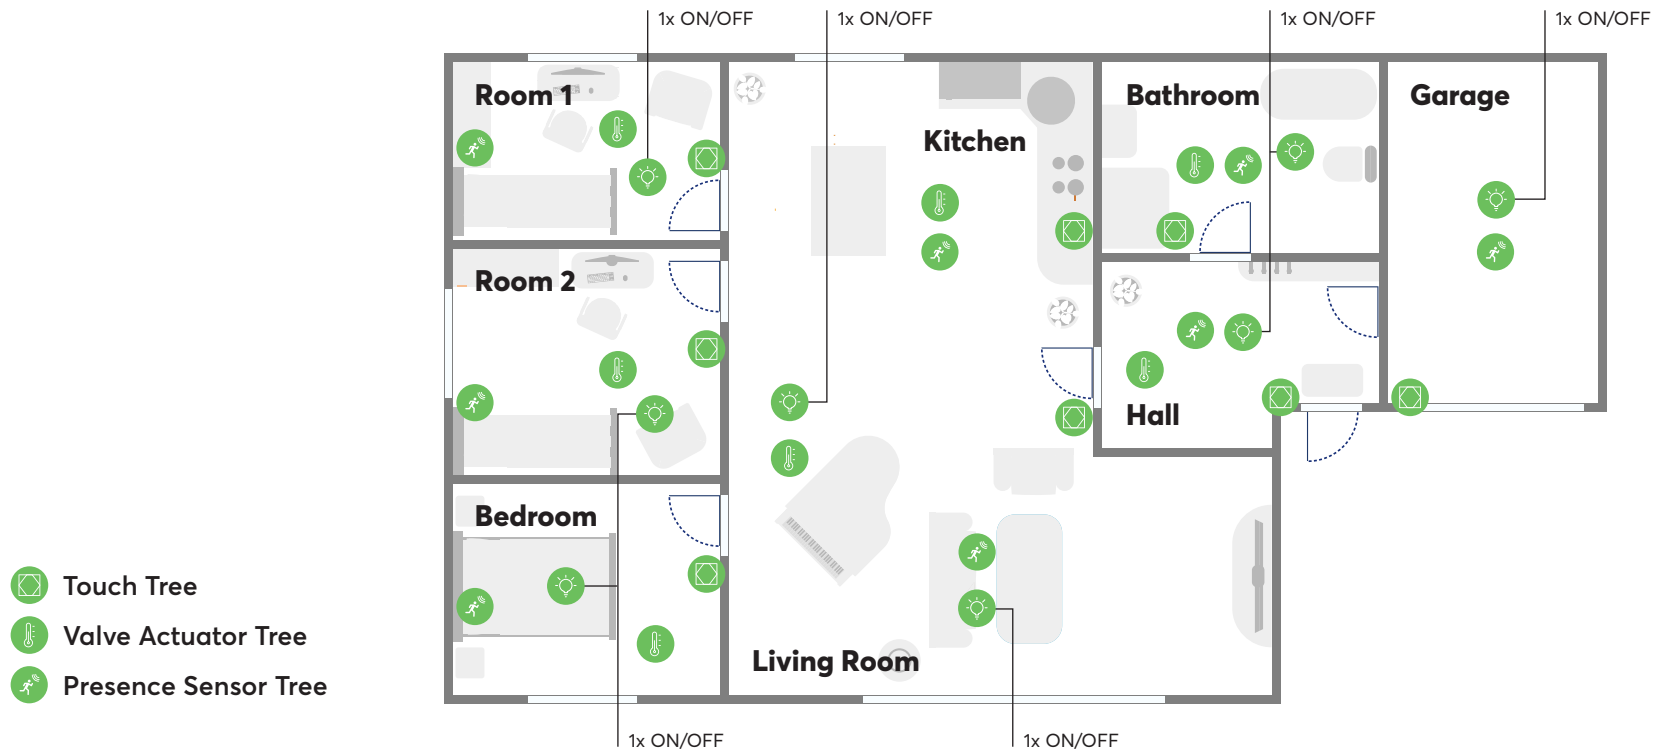 1x ON/OFF
1x ON/OFF
1x ON/OFF
1x ON/OFF
Room 1
Kitchen
Bathroom
Garage
Room 2
Hall
Bedroom
Living Room
Touch Tree
Valve Actuator Tree
Presence Sensor Tree
1x ON/OFF
1x ON/OFF